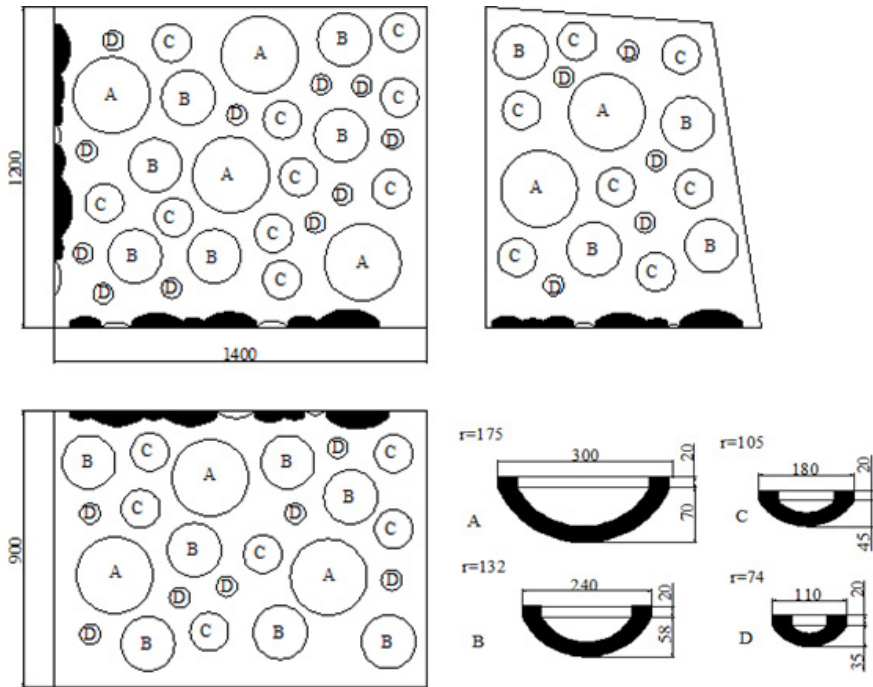 D C A B C
A B D D C
D C B D
D B A C D C
C C C D
D B B A
D D C
1200
1400
B C D C
D
C A B
D
A C C
D
C B B
D C
B C A B D C
D C D B C
A B C A D
D D
D B C B B
900
r=175
300
20
70
A
r=105
180
20
45
C
r=132
240
20
58
B
r=74
110
20
35
D